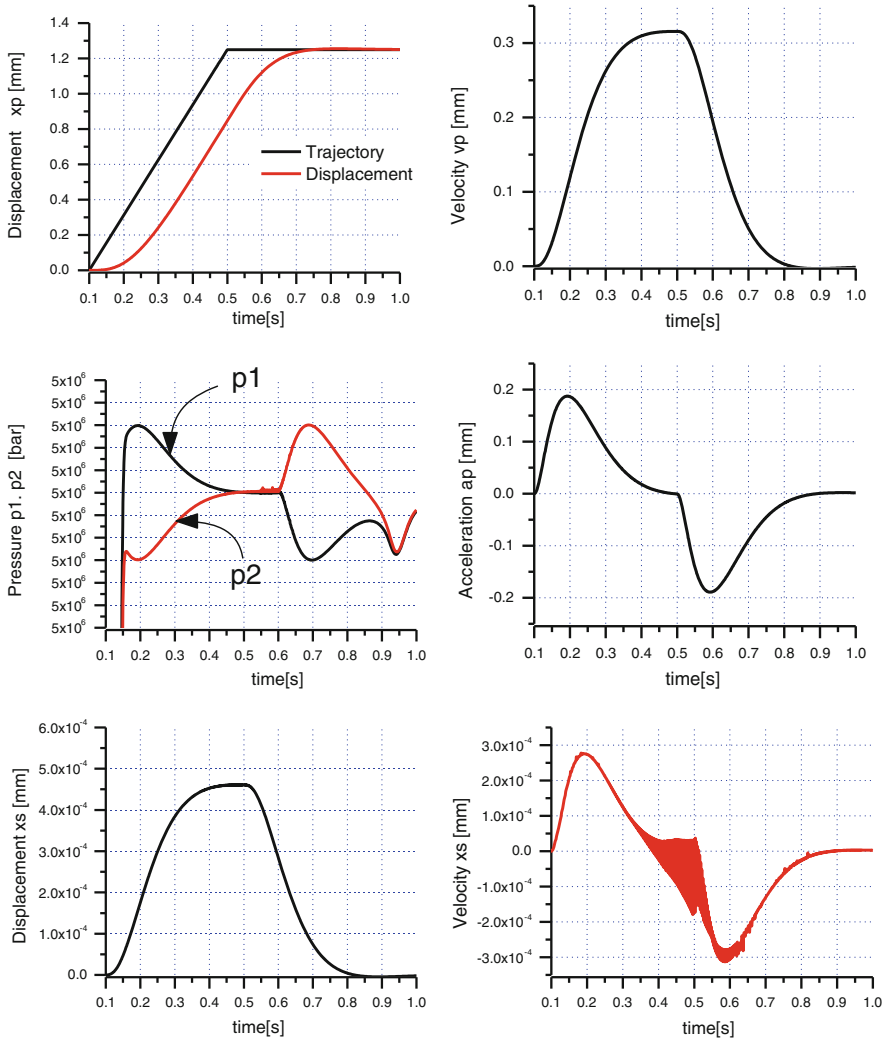 1.4
1.2
1.0
0.8
0.6
0.4
0.2
0.0
Displacement xp [mm]
Trajectory
Displacement
0.1 0.2 0.3 0.4 0.5 0.6 0.7 0.8 0.9 1.0
time[s]
0.3
0.2
0.1
0.0
Velocity vp [mm]
0.1 0.2 0.3 0.4 0.5 0.6 0.7 0.8 0.9 1.0
time[s]
5x10⁶
5x10⁶
5x10⁶
5x10⁶
5x10⁶
5x10⁶
5x10⁶
5x10⁶
5x10⁶
5x10⁶
5x10⁶
5x10⁶
Pressure p1. p2 [bar]
p1
p2
0.1 0.2 0.3 0.4 0.5 0.6 0.7 0.8 0.9 1.0
time[s]
0.2
0.1
0.0
-0.1
-0.2
Acceleration ap [mm]
0.1 0.2 0.3 0.4 0.5 0.6 0.7 0.8 0.9 1.0
time[s]
6.0x10⁻⁴
5.0x10⁻⁴
4.0x10⁻⁴
3.0x10⁻⁴
2.0x10⁻⁴
1.0x10⁻⁴
0.0
Displacement xs [mm]
0.1 0.2 0.3 0.4 0.5 0.6 0.7 0.8 0.9 1.0
time[s]
3.0x10⁻⁴
2.0x10⁻⁴
1.0x10⁻⁴
0.0
-1.0x10⁻⁴
-2.0x10⁻⁴
-3.0x10⁻⁴
Velocity xs [mm]
0.1 0.2 0.3 0.4 0.5 0.6 0.7 0.8 0.9 1.0
time[s]